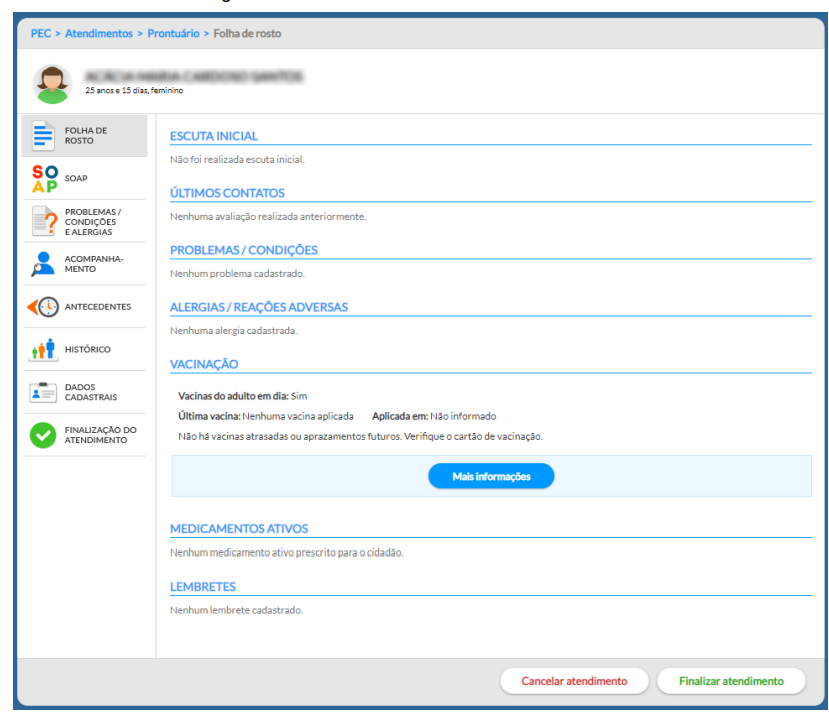 PEC > Atendimentos > Prontuário > Folha de rosto
25 anos e 15 dias, feminino
FOLHA DE
ROSTO
SOAP
SOAP
PROBLEMAS /
CONDIÇÕES
E ALERGIAS
ACOMPANHA-
MENTO
ANTECEDENTES
HISTÓRICO
DADOS
CADASTRAIS
FINALIZAÇÃO DO
ATENDIMENTO
ESCUTA INICIAL
Não foi realizada escuta inicial.
ÚLTIMOS CONTATOS
Nenhuma avaliação realizada anteriormente.
PROBLEMAS / CONDIÇÕES
Nenhum problema cadastrado.
ALERGIAS / REAÇÕES ADVERSAS
Nenhuma alergia cadastrada.
VACINAÇÃO
Vacinas do adulto em dia: Sim
Última vacina: Nenhuma vacina aplicada Aplicada em: Não informado
Não há vacinas atrasadas ou aprazamentos futuros. Verifique o cartão de vacinação.
Mais informações
MEDICAMENTOS ATIVOS
Nenhum medicamento ativo prescrito para o cidadão.
LEMBRETES
Nenhum lembrete cadastrado.
Cancelar atendimento Finalizar atendimento